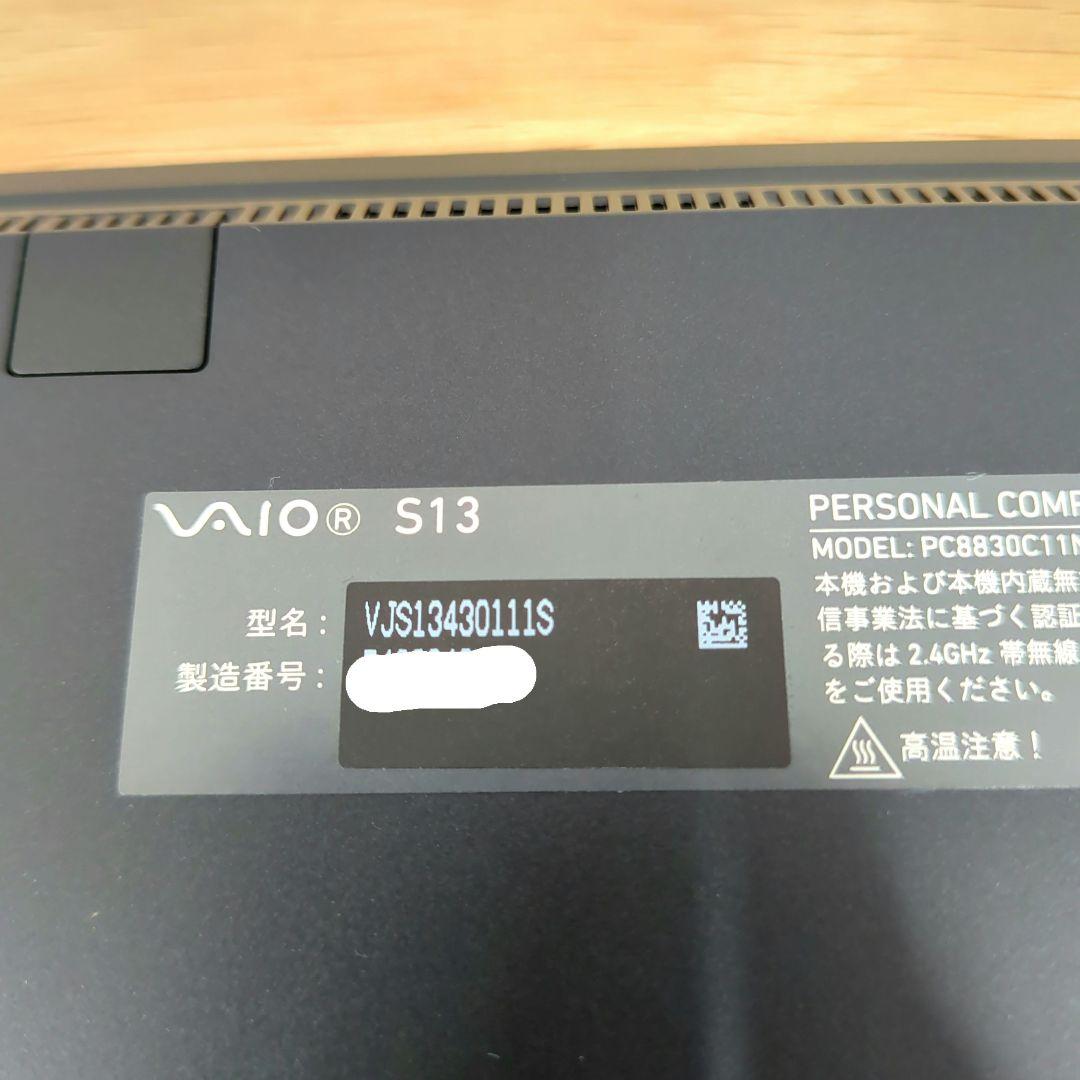 VAIO® S13
型名: VJS13430111S
製造番号:
PERSONAL COMP
MODEL: PC8830C11N
本機および本機内蔵無
信事業法に基づく認証
る際は 2.4GHz 帯無線
をご使用ください。
高温注意!